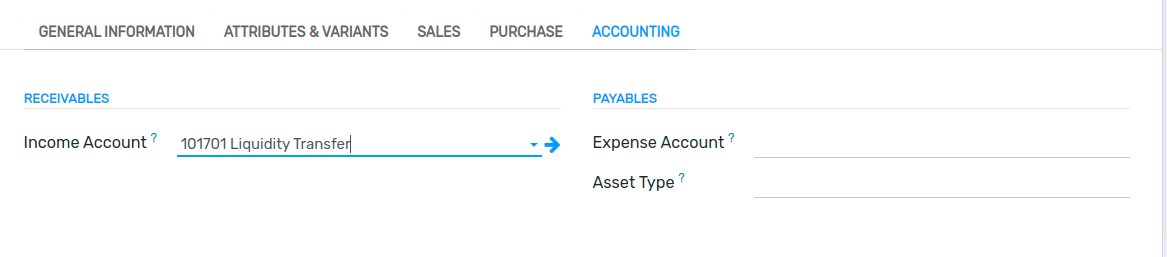 GENERAL INFORMATION ATTRIBUTES & VARIANTS SALES PURCHASE ACCOUNTING
RECEIVABLES
Income Account ? 101701 Liquidity Transfer
PAYABLES
Expense Account ?
Asset Type ?